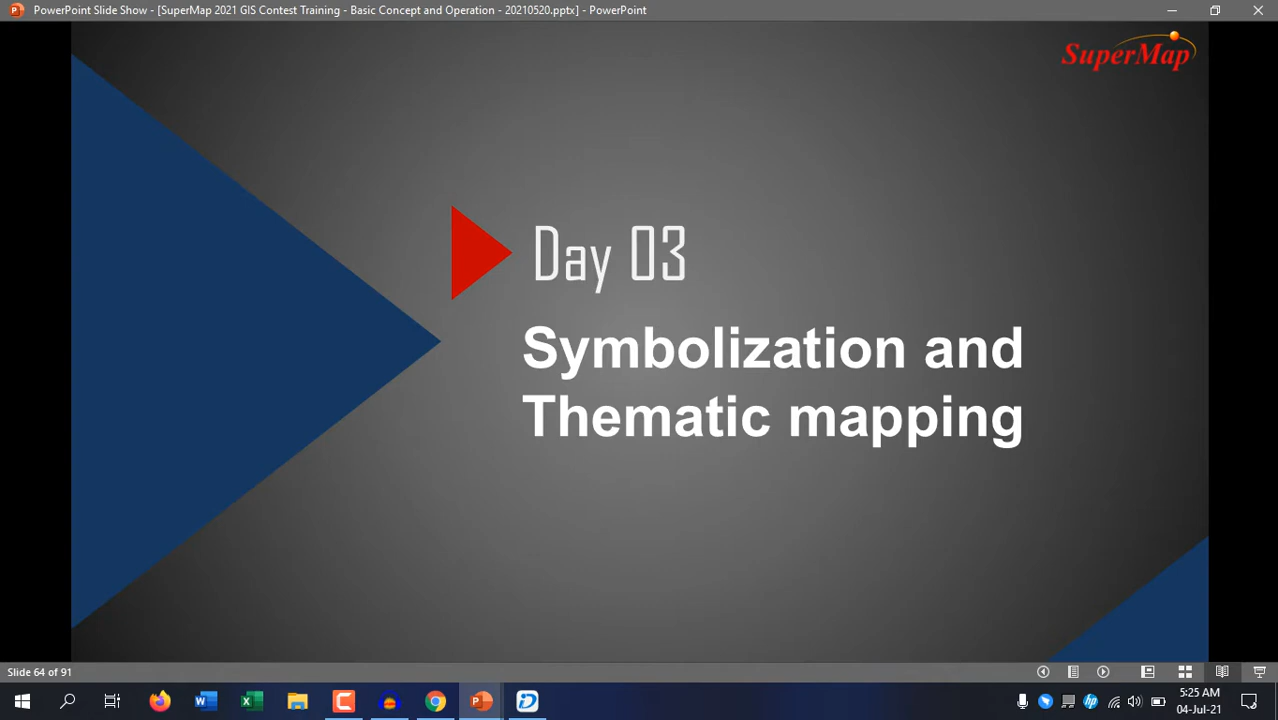 PowerPoint Slide Show - [SuperMap 2021 GIS Contest Training - Basic Concept and Operation - 20210520.pptx] - PowerPoint
SuperMap
Day 03
Symbolization and
Thematic mapping
Slide 64 of 91
5:25 AM
04-Jul-21